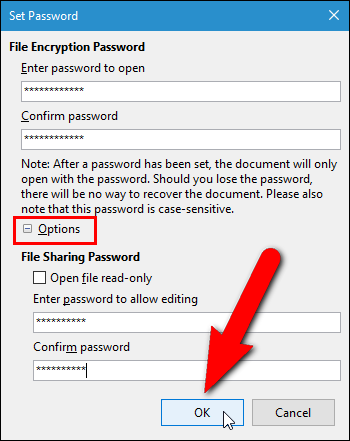 Set Password
File Encryption Password
Enter password to open
************
Confirm password
************
Note: After a password has been set, the document will only
open with the password. Should you lose the password,
there will be no way to recover the document. Please also
note that this password is case-sensitive.
Options
File Sharing Password
Open file read-only
Enter password to allow editing
**********
Confirm password
**********
OK
Cancel